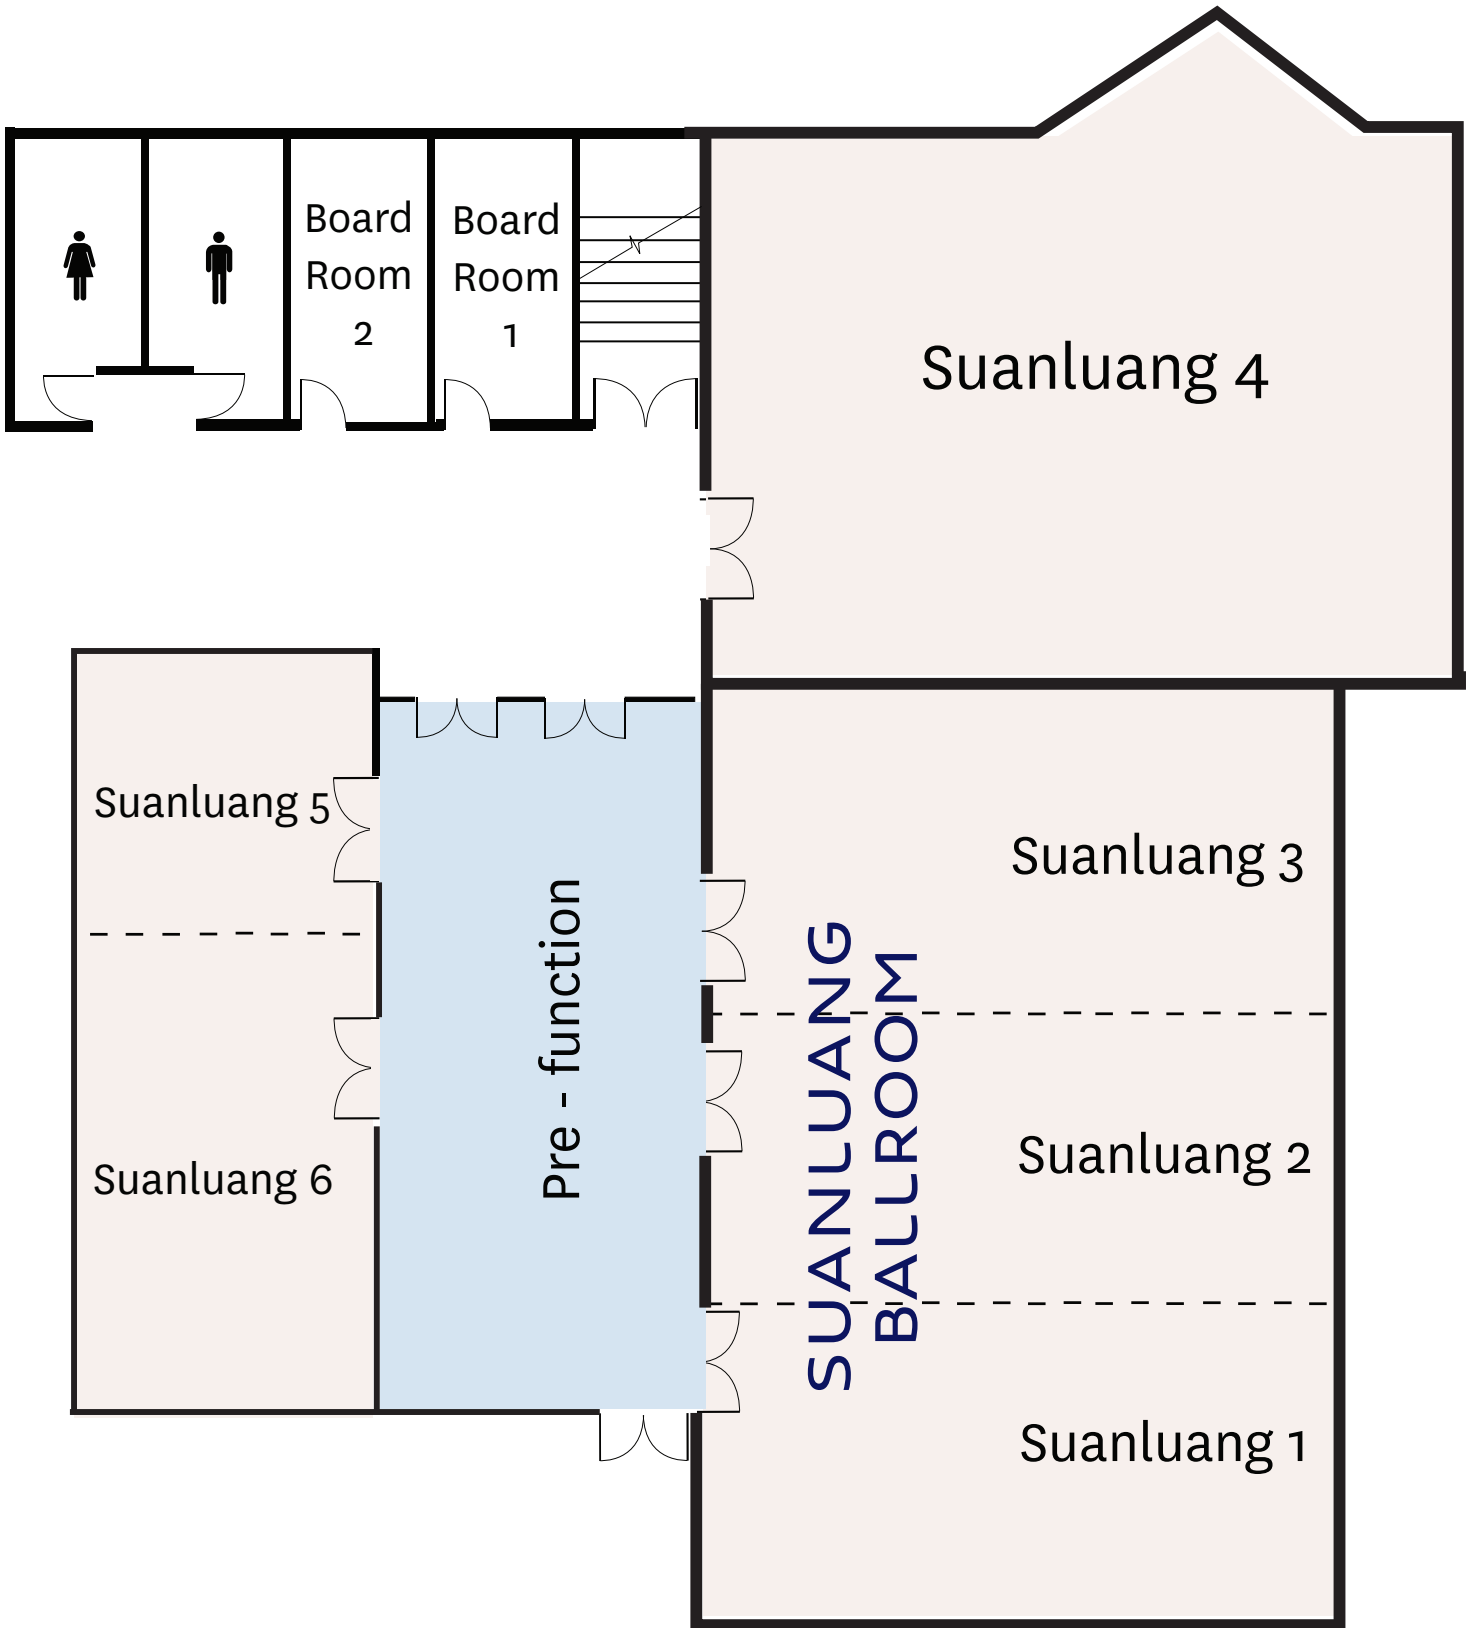 Board
Room
2
Board
Room
1
Suanluang 4
Suanluang 5
Suanluang 6
Pre - function
SUANLUANG
BALLROOM
Suanluang 3
Suanluang 2
Suanluang 1